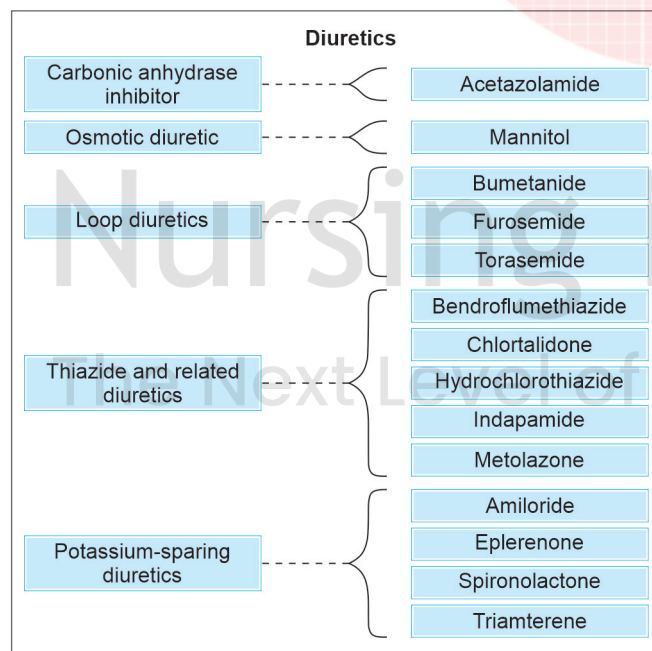 Diuretics
Carbonic anhydrase
inhibitor
Acetazolamide
Osmotic diuretic
Mannitol
Loop diuretics
Bumetanide
Furosemide
Torasemide
Thiazide and related
diuretics
Bendroflumethiazide
Chlortalidone
Hydrochlorothiazide
Indapamide
Metolazone
Potassium-sparing
diuretics
Amiloride
Eplerenone
Spironolactone
Triamterene
Nursing
The Next Level of